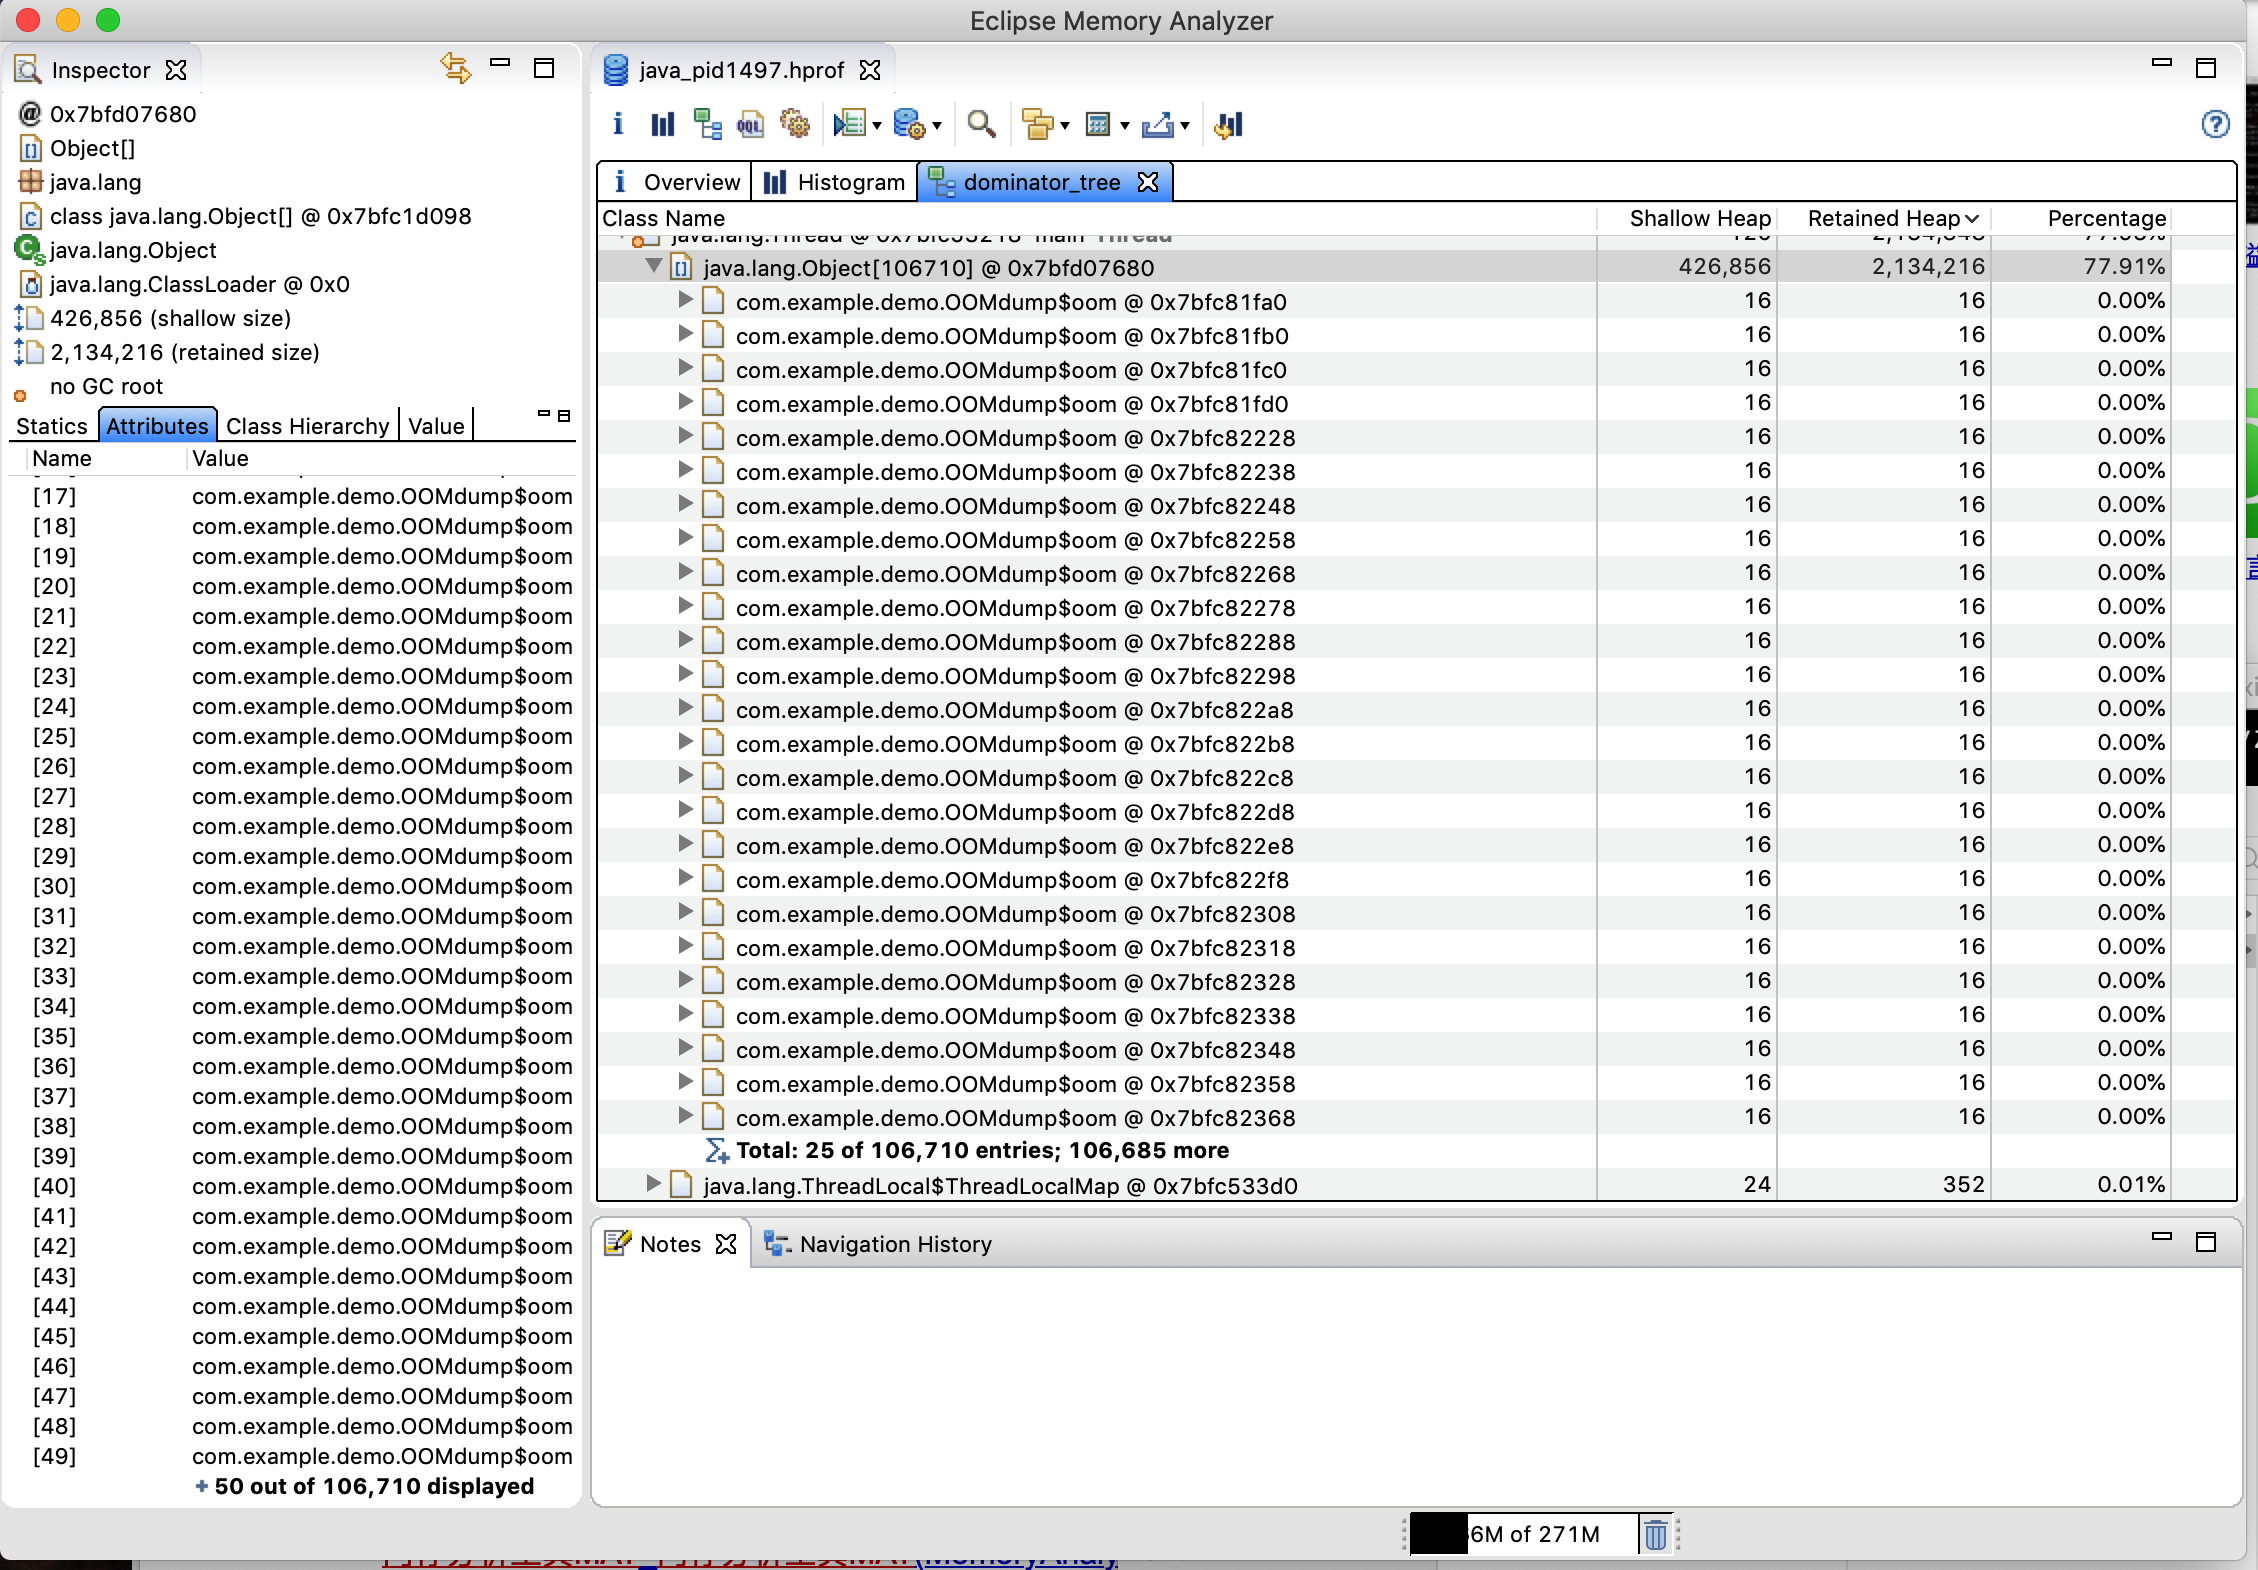 Eclipse Memory Analyzer
Inspector
@ 0x7bfd07680
Object[]
java.lang
class java.lang.Object[] @ 0x7bfc1d098
java.lang.Object
java.lang.ClassLoader @ 0x0
426,856 (shallow size)
2,134,216 (retained size)
no GC root
Statics Attributes Class Hierarchy Value
Name Value
[17] com.example.demo.OOMdump$oom
[18] com.example.demo.OOMdump$oom
[19] com.example.demo.OOMdump$oom
[20] com.example.demo.OOMdump$oom
[21] com.example.demo.OOMdump$oom
[22] com.example.demo.OOMdump$oom
[23] com.example.demo.OOMdump$oom
[24] com.example.demo.OOMdump$oom
[25] com.example.demo.OOMdump$oom
[26] com.example.demo.OOMdump$oom
[27] com.example.demo.OOMdump$oom
[28] com.example.demo.OOMdump$oom
[29] com.example.demo.OOMdump$oom
[30] com.example.demo.OOMdump$oom
[31] com.example.demo.OOMdump$oom
[32] com.example.demo.OOMdump$oom
[33] com.example.demo.OOMdump$oom
[34] com.example.demo.OOMdump$oom
[35] com.example.demo.OOMdump$oom
[36] com.example.demo.OOMdump$oom
[37] com.example.demo.OOMdump$oom
[38] com.example.demo.OOMdump$oom
[39] com.example.demo.OOMdump$oom
[40] com.example.demo.OOMdump$oom
[41] com.example.demo.OOMdump$oom
[42] com.example.demo.OOMdump$oom
[43] com.example.demo.OOMdump$oom
[44] com.example.demo.OOMdump$oom
[45] com.example.demo.OOMdump$oom
[46] com.example.demo.OOMdump$oom
[47] com.example.demo.OOMdump$oom
[48] com.example.demo.OOMdump$oom
[49] com.example.demo.OOMdump$oom
+ 50 out of 106,710 displayed
java_pid1497.hprof
OQL
Overview Histogram dominator_tree
Class Name Shallow Heap Retained Heap Percentage
java.lang.Object[106710] @ 0x7bfd07680 426,856 2,134,216 77.91%
com.example.demo.OOMdump$oom @ 0x7bfc81fa0 16 16 0.00%
com.example.demo.OOMdump$oom @ 0x7bfc81fb0 16 16 0.00%
com.example.demo.OOMdump$oom @ 0x7bfc81fc0 16 16 0.00%
com.example.demo.OOMdump$oom @ 0x7bfc81fd0 16 16 0.00%
com.example.demo.OOMdump$oom @ 0x7bfc82228 16 16 0.00%
com.example.demo.OOMdump$oom @ 0x7bfc82238 16 16 0.00%
com.example.demo.OOMdump$oom @ 0x7bfc82248 16 16 0.00%
com.example.demo.OOMdump$oom @ 0x7bfc82258 16 16 0.00%
com.example.demo.OOMdump$oom @ 0x7bfc82268 16 16 0.00%
com.example.demo.OOMdump$oom @ 0x7bfc82278 16 16 0.00%
com.example.demo.OOMdump$oom @ 0x7bfc82288 16 16 0.00%
com.example.demo.OOMdump$oom @ 0x7bfc82298 16 16 0.00%
com.example.demo.OOMdump$oom @ 0x7bfc822a8 16 16 0.00%
com.example.demo.OOMdump$oom @ 0x7bfc822b8 16 16 0.00%
com.example.demo.OOMdump$oom @ 0x7bfc822c8 16 16 0.00%
com.example.demo.OOMdump$oom @ 0x7bfc822d8 16 16 0.00%
com.example.demo.OOMdump$oom @ 0x7bfc822e8 16 16 0.00%
com.example.demo.OOMdump$oom @ 0x7bfc822f8 16 16 0.00%
com.example.demo.OOMdump$oom @ 0x7bfc82308 16 16 0.00%
com.example.demo.OOMdump$oom @ 0x7bfc82318 16 16 0.00%
com.example.demo.OOMdump$oom @ 0x7bfc82328 16 16 0.00%
com.example.demo.OOMdump$oom @ 0x7bfc82338 16 16 0.00%
com.example.demo.OOMdump$oom @ 0x7bfc82348 16 16 0.00%
com.example.demo.OOMdump$oom @ 0x7bfc82358 16 16 0.00%
com.example.demo.OOMdump$oom @ 0x7bfc82368 16 16 0.00%
Total: 25 of 106,710 entries; 106,685 more
java.lang.ThreadLocal$ThreadLocalMap @ 0x7bfc533d0 24 352 0.01%
Notes Navigation History
6M of 271M